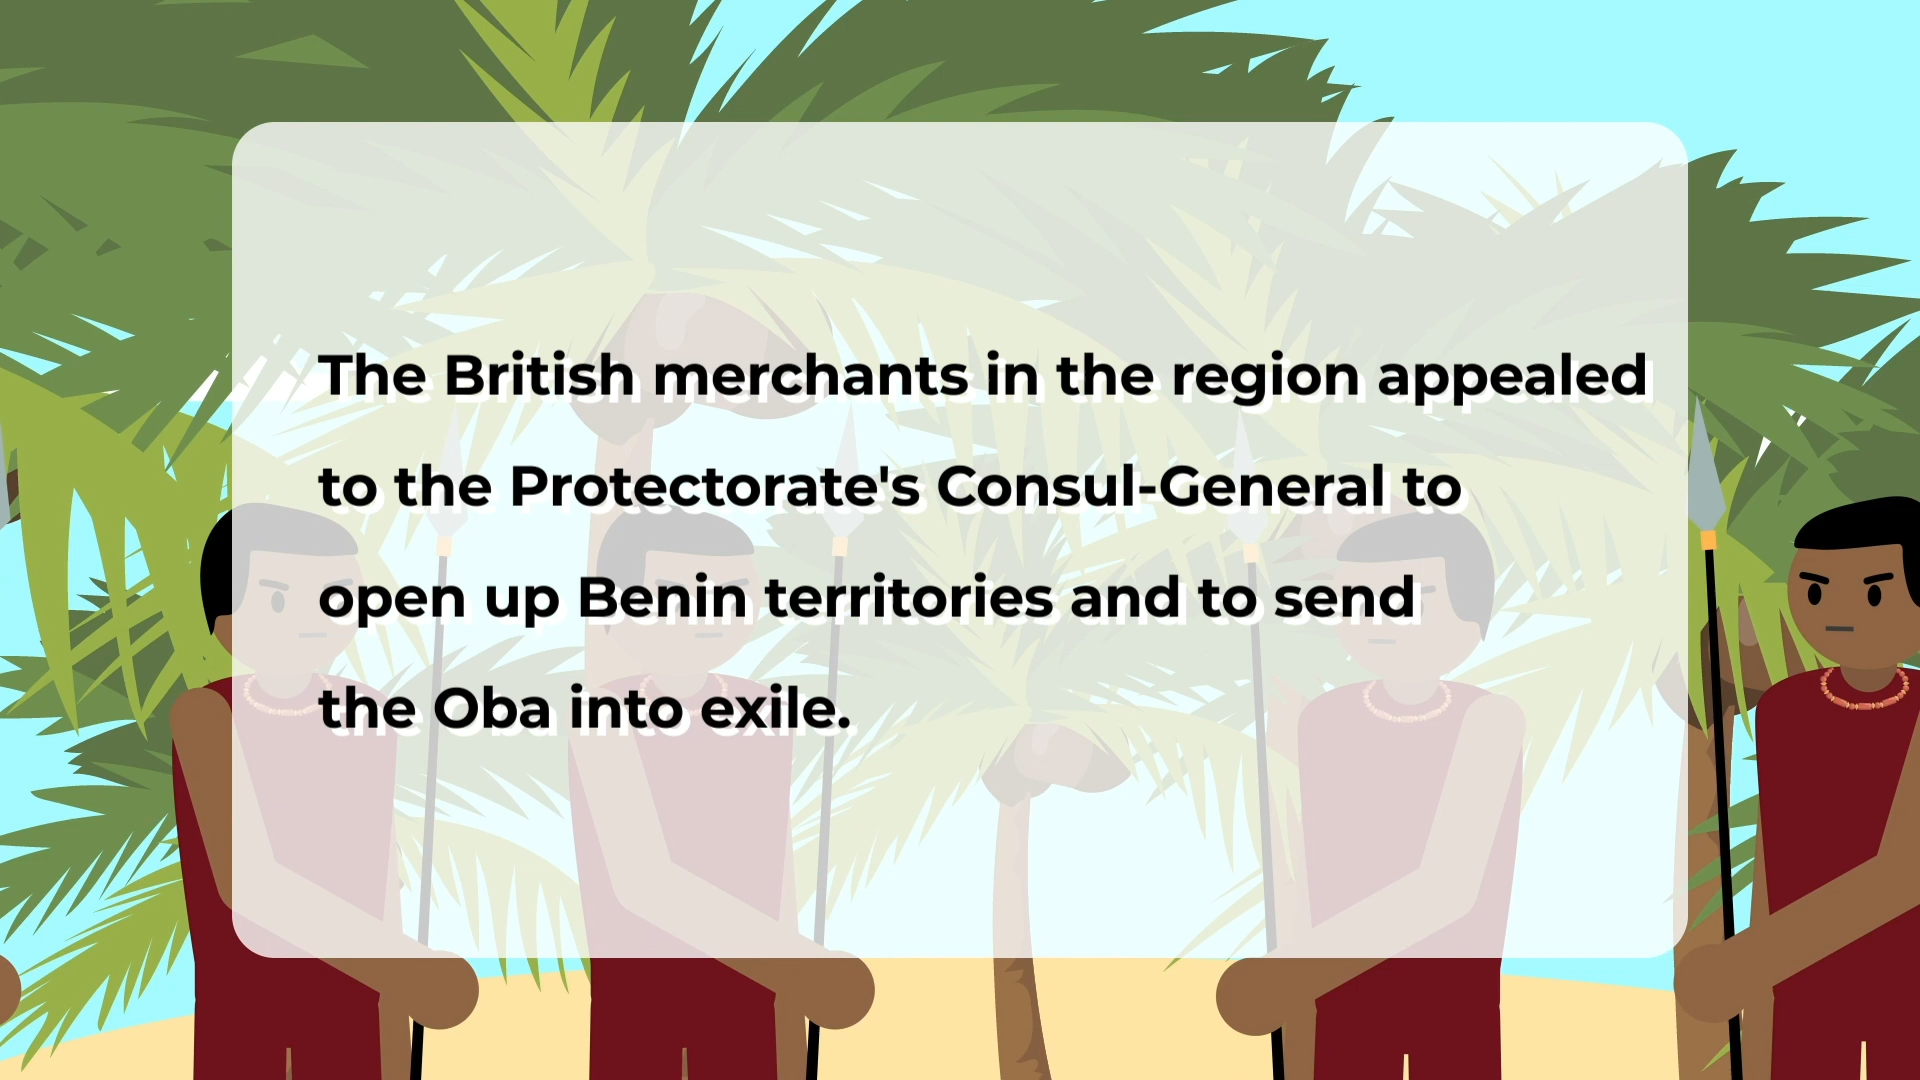 The British merchants in the region appealed
to the Protectorate's Consul-General to
open up Benin territories and to send
the Oba into exile.